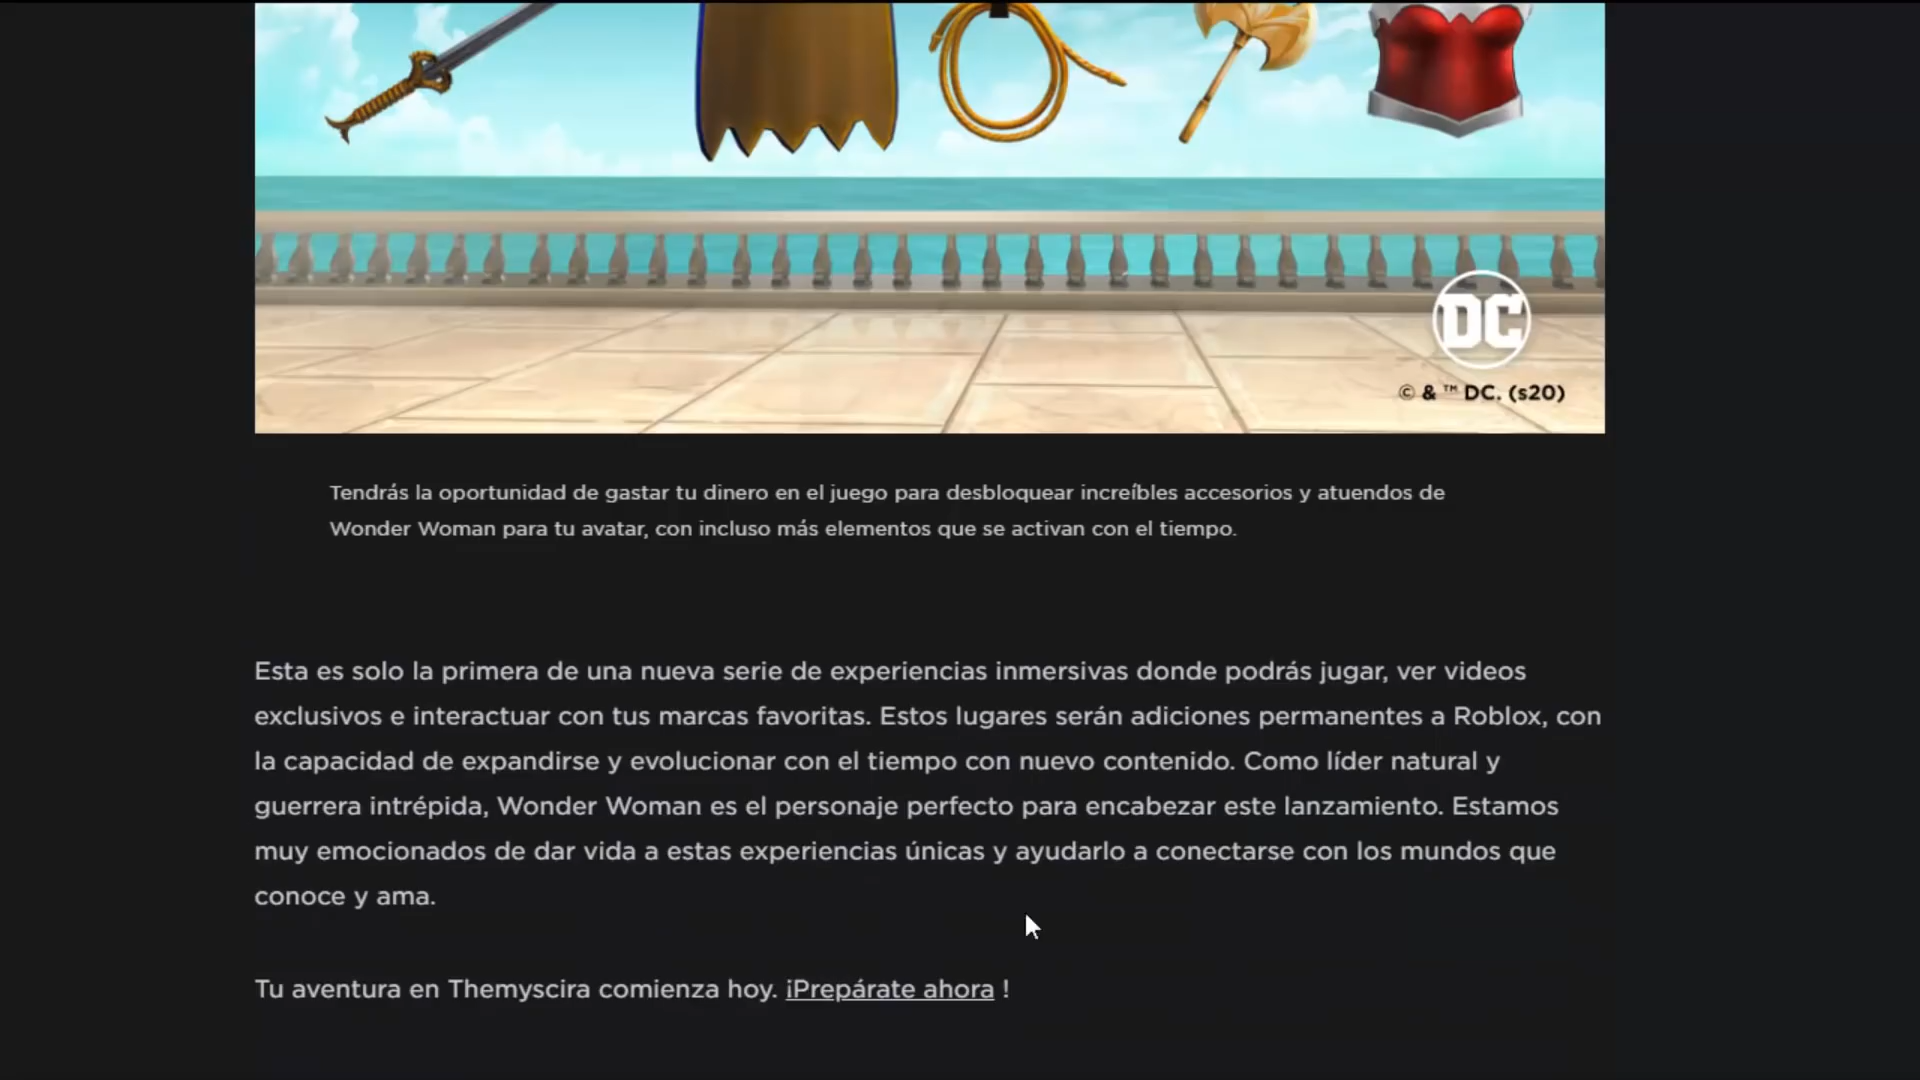 DC
© & ™ DC. (s20)
Tendrás la oportunidad de gastar tu dinero en el juego para desbloquear increíbles accesorios y atuendos de
Wonder Woman para tu avatar, con incluso más elementos que se activan con el tiempo.
Esta es solo la primera de una nueva serie de experiencias inmersivas donde podrás jugar, ver videos
exclusivos e interactuar con tus marcas favoritas. Estos lugares serán adiciones permanentes a Roblox, con
la capacidad de expandirse y evolucionar con el tiempo con nuevo contenido. Como líder natural y
guerrera intrépida, Wonder Woman es el personaje perfecto para encabezar este lanzamiento. Estamos
muy emocionados de dar vida a estas experiencias únicas y ayudarlo a conectarse con los mundos que
conoce y ama.
Tu aventura en Themyscira comienza hoy. ¡Prepárate ahora !